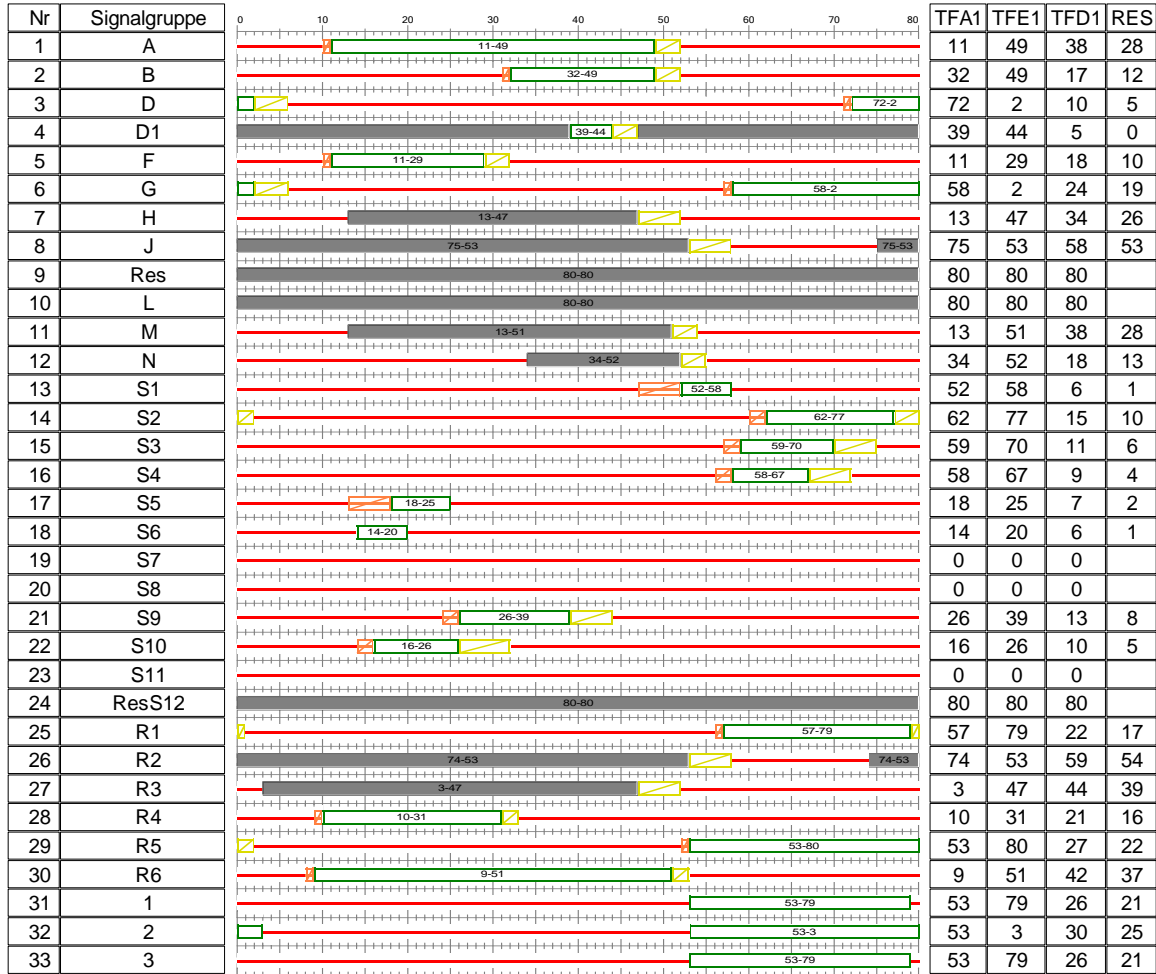 Nr Signalgruppe 0 10 20 30 40 50 60 70 80 TFA1 TFE1 TFD1 RES
1 A 11-49 11 49 38 28
2 B 32-49 32 49 17 12
3 D 72-2 72 2 10 5
4 D1 39-44 39 44 5 0
5 F 11-29 11 29 18 10
6 G 58-2 58 2 24 19
7 H 13-47 13 47 34 26
8 J 75-53 75-53 75 53 58 53
9 Res 80-80 80 80 80
10 L 80-80 80 80 80
11 M 13-51 13 51 38 28
12 N 34-52 34 52 18 13
13 S1 52-58 52 58 6 1
14 S2 62-77 62 77 15 10
15 S3 59-70 59 70 11 6
16 S4 58-67 58 67 9 4
17 S5 18-25 18 25 7 2
18 S6 14-20 14 20 6 1
19 S7 0 0 0
20 S8 0 0 0
21 S9 26-39 26 39 13 8
22 S10 16-26 16 26 10 5
23 S11 0 0 0
24 ResS12 80-80 80 80 80
25 R1 57-79 57 79 22 17
26 R2 74-53 74-53 74 53 59 54
27 R3 3-47 3 47 44 39
28 R4 10-31 10 31 21 16
29 R5 53-80 53 80 27 22
30 R6 9-51 9 51 42 37
31 1 53-79 53 79 26 21
32 2 53-3 53 3 30 25
33 3 53-79 53 79 26 21